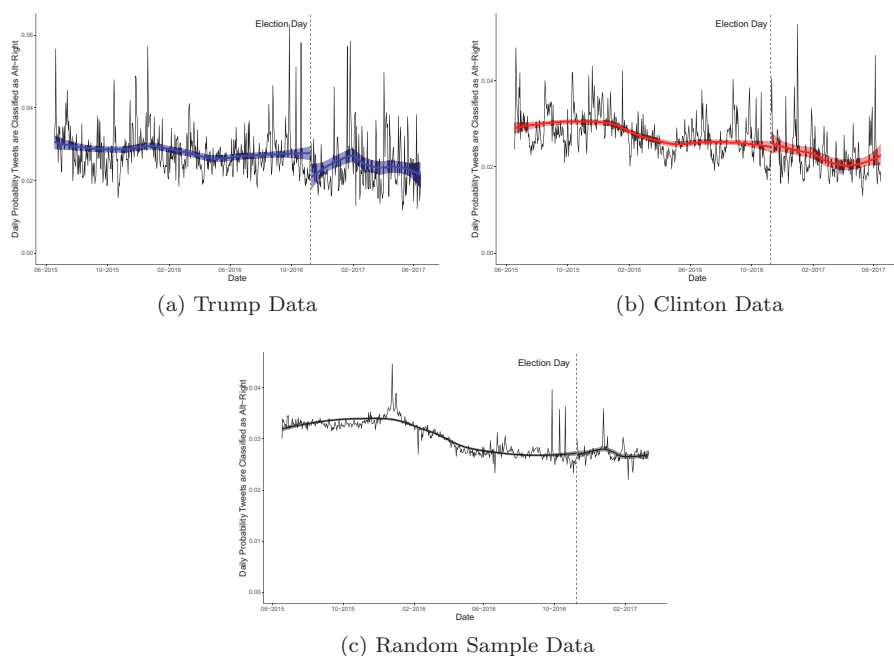 Election Day
Daily Probability Tweets are Classified as Alt−Right
0.06
0.04
0.02
0.00
06−2015
10−2015
02−2016
06−2016
10−2016
02−2017
06−2017
Date
(a) Trump Data
Election Day
Daily Probability Tweets are Classified as Alt−Right
0.04
0.02
0.00
06−2015
10−2015
02−2016
06−2016
10−2016
02−2017
06−2017
Date
(b) Clinton Data
Election Day
Daily Probability Tweets are Classified as Alt−Right
0.04
0.03
0.02
0.01
0.00
06−2015
10−2015
02−2016
06−2016
10−2016
02−2017
Date
(c) Random Sample Data